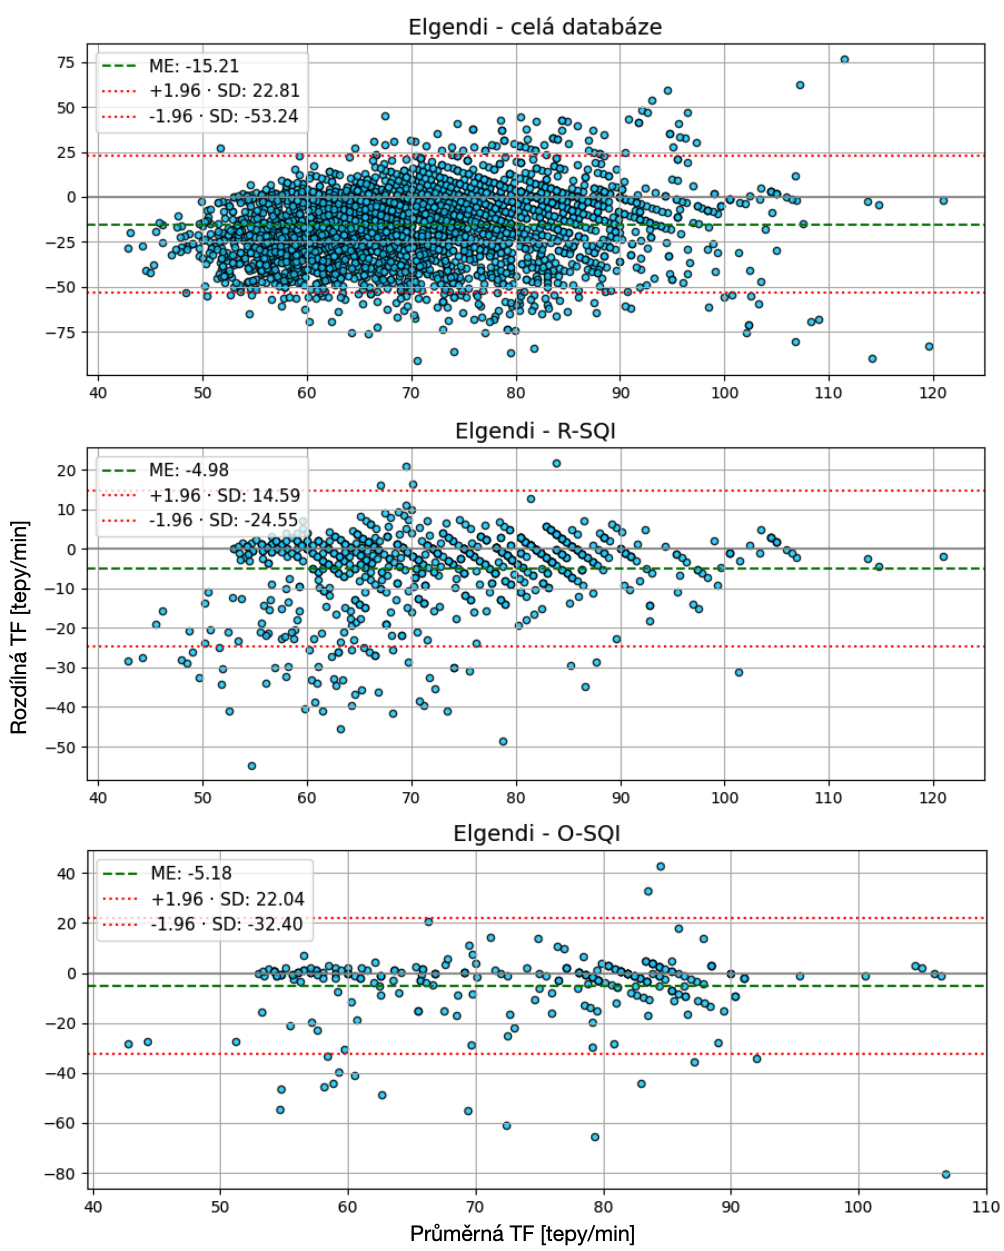 Elgendi - celá databáze
ME: -15.21
+1.96 · SD: 22.81
-1.96 · SD: -53.24
75
50
25
0
−25
−50
−75
40 50 60 70 80 90 100 110 120
Elgendi - R-SQI
ME: -4.98
+1.96 · SD: 14.59
-1.96 · SD: -24.55
20
10
0
−10
−20
−30
−40
−50
40 50 60 70 80 90 100 110 120
Rozdílná TF [tepy/min]
Elgendi - O-SQI
ME: -5.18
+1.96 · SD: 22.04
-1.96 · SD: -32.40
40
20
0
−20
−40
−60
−80
40 50 60 70 80 90 100 110
Průměrná TF [tepy/min]